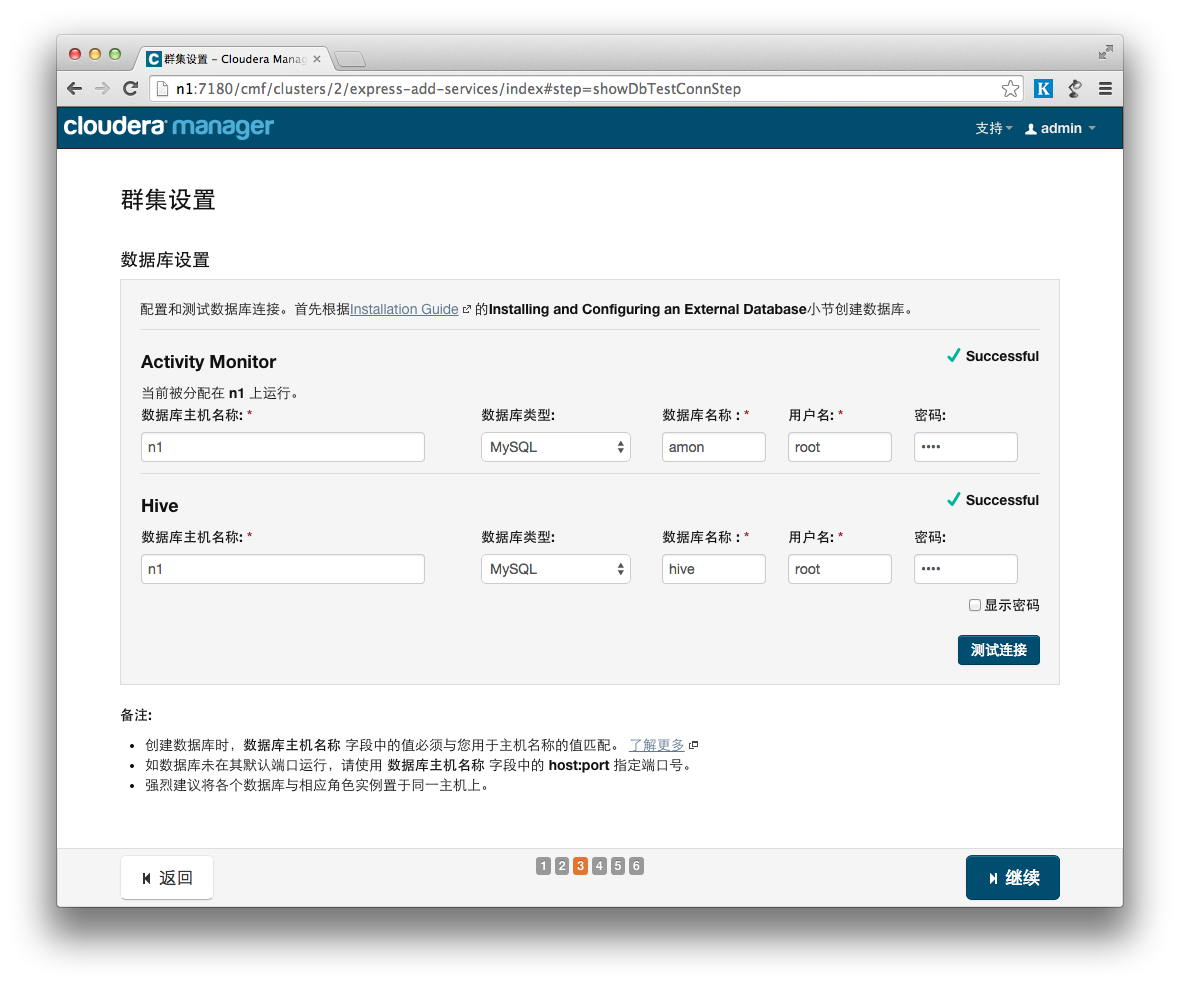 群集设置 – Cloudera Manag
n1:7180/cmf/clusters/2/express-add-services/index#step=showDbTestConnStep
K
cloudera manager
支持 admin
群集设置
数据库设置
配置和测试数据库连接。首先根据Installation Guide 的Installing and Configuring an External Database小节创建数据库。
Activity Monitor
Successful
当前被分配在 n1 上运行。
数据库主机名称: * 数据库类型: 数据库名称 : * 用户名: * 密码:
n1 MySQL amon root ••••
Hive
Successful
数据库主机名称: * 数据库类型: 数据库名称 : * 用户名: * 密码:
n1 MySQL hive root ••••
显示密码
测试连接
备注:
• 创建数据库时，数据库主机名称 字段中的值必须与您用于主机名称的值匹配。 了解更多
• 如数据库未在其默认端口运行，请使用 数据库主机名称 字段中的 host:port 指定端口号。
• 强烈建议将各个数据库与相应角色实例置于同一主机上。
返回 1 2 3 4 5 6 继续